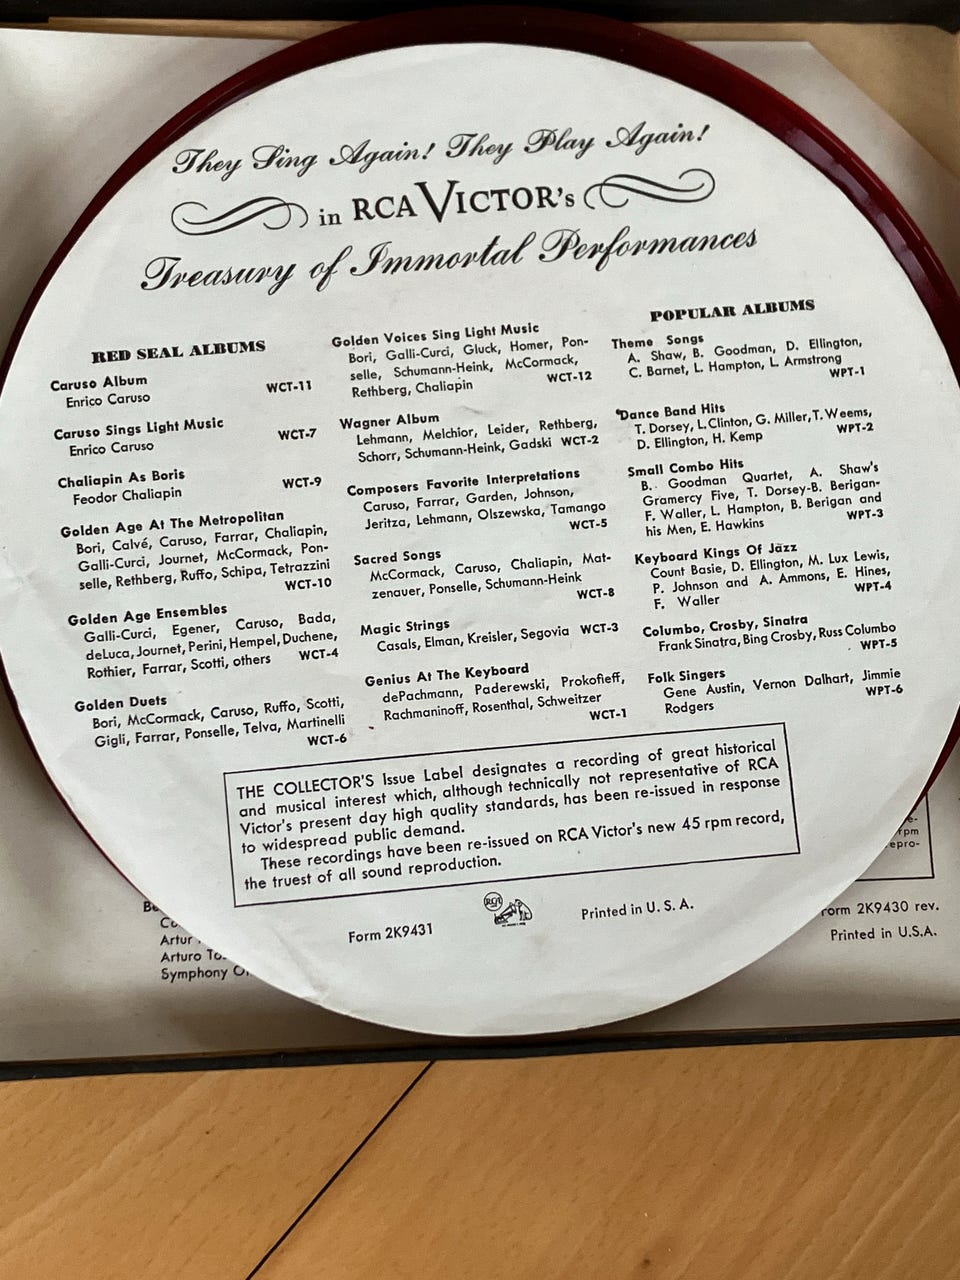 They Sing Again! They Play Again!
in RCA VICTOR's
Treasury of Immortal Performances
RED SEAL ALBUMS
Caruso Album
Enrico Caruso WCT-11
Caruso Sings Light Music
Enrico Caruso WCT-7
Chaliapin As Boris
Feodor Chaliapin WCT-9
Golden Age At The Metropolitan
Bori, Calvé, Caruso, Farrar, Chaliapin,
Galli-Curci, Journet, McCormack, Pon-
selle, Rethberg, Ruffo, Schipa, Tetrazzini
WCT-10
Golden Age Ensembles
Galli-Curci, Egener, Caruso, Bada,
deLuca, Journet, Perini, Hempel, Duchene,
Rothier, Farrar, Scotti, others WCT-4
Golden Duets
Bori, McCormack, Caruso, Ruffo, Scotti,
Gigli, Farrar, Ponselle, Telva, Martinelli
WCT-6
Golden Voices Sing Light Music
Bori, Galli-Curci, Gluck, Homer, Pon-
selle, Schumann-Heink, McCormack,
Rethberg, Chaliapin WCT-12
Wagner Album
Lehmann, Melchior, Leider, Rethberg,
Schorr, Schumann-Heink, Gadski WCT-2
Composers Favorite Interpretations
Caruso, Farrar, Garden, Johnson,
Jeritza, Lehmann, Olszewska, Tamango
WCT-5
Sacred Songs
McCormack, Caruso, Chaliapin, Mat-
zenauer, Ponselle, Schumann-Heink
WCT-8
Magic Strings
Casals, Elman, Kreisler, Segovia WCT-3
Genius At The Keyboard
dePachmann, Paderewski, Prokofieff,
Rachmaninoff, Rosenthal, Schweitzer
WCT-1
POPULAR ALBUMS
Theme Songs
A. Shaw, B. Goodman, D. Ellington,
C. Barnet, L. Hampton, L. Armstrong
WPT-1
Dance Band Hits
T. Dorsey, L. Clinton, G. Miller, T. Weems,
D. Ellington, H. Kemp WPT-2
Small Combo Hits
B. Goodman Quartet, A. Shaw's
Gramercy Five, T. Dorsey-B. Berigan-
F. Waller, L. Hampton, B. Berigan and
his Men, E. Hawkins WPT-3
Keyboard Kings Of Jazz
Count Basie, D. Ellington, M. Lux Lewis,
P. Johnson and A. Ammons, E. Hines,
F. Waller WPT-4
Columbo, Crosby, Sinatra
Frank Sinatra, Bing Crosby, Russ Columbo
WPT-5
Folk Singers
Gene Austin, Vernon Dalhart, Jimmie
Rodgers WPT-6
THE COLLECTOR'S Issue Label designates a recording of great historical
and musical interest which, although technically not representative of RCA
Victor's present day high quality standards, has been re-issued in response
to widespread public demand.
These recordings have been re-issued on RCA Victor's new 45 rpm record,
the truest of all sound reproduction.
Form 2K9431
RCA
Printed in U. S. A.
rpm
epro-
Form 2K9430 rev.
Printed in U.S.A.
Artur
Arturo
Symphony